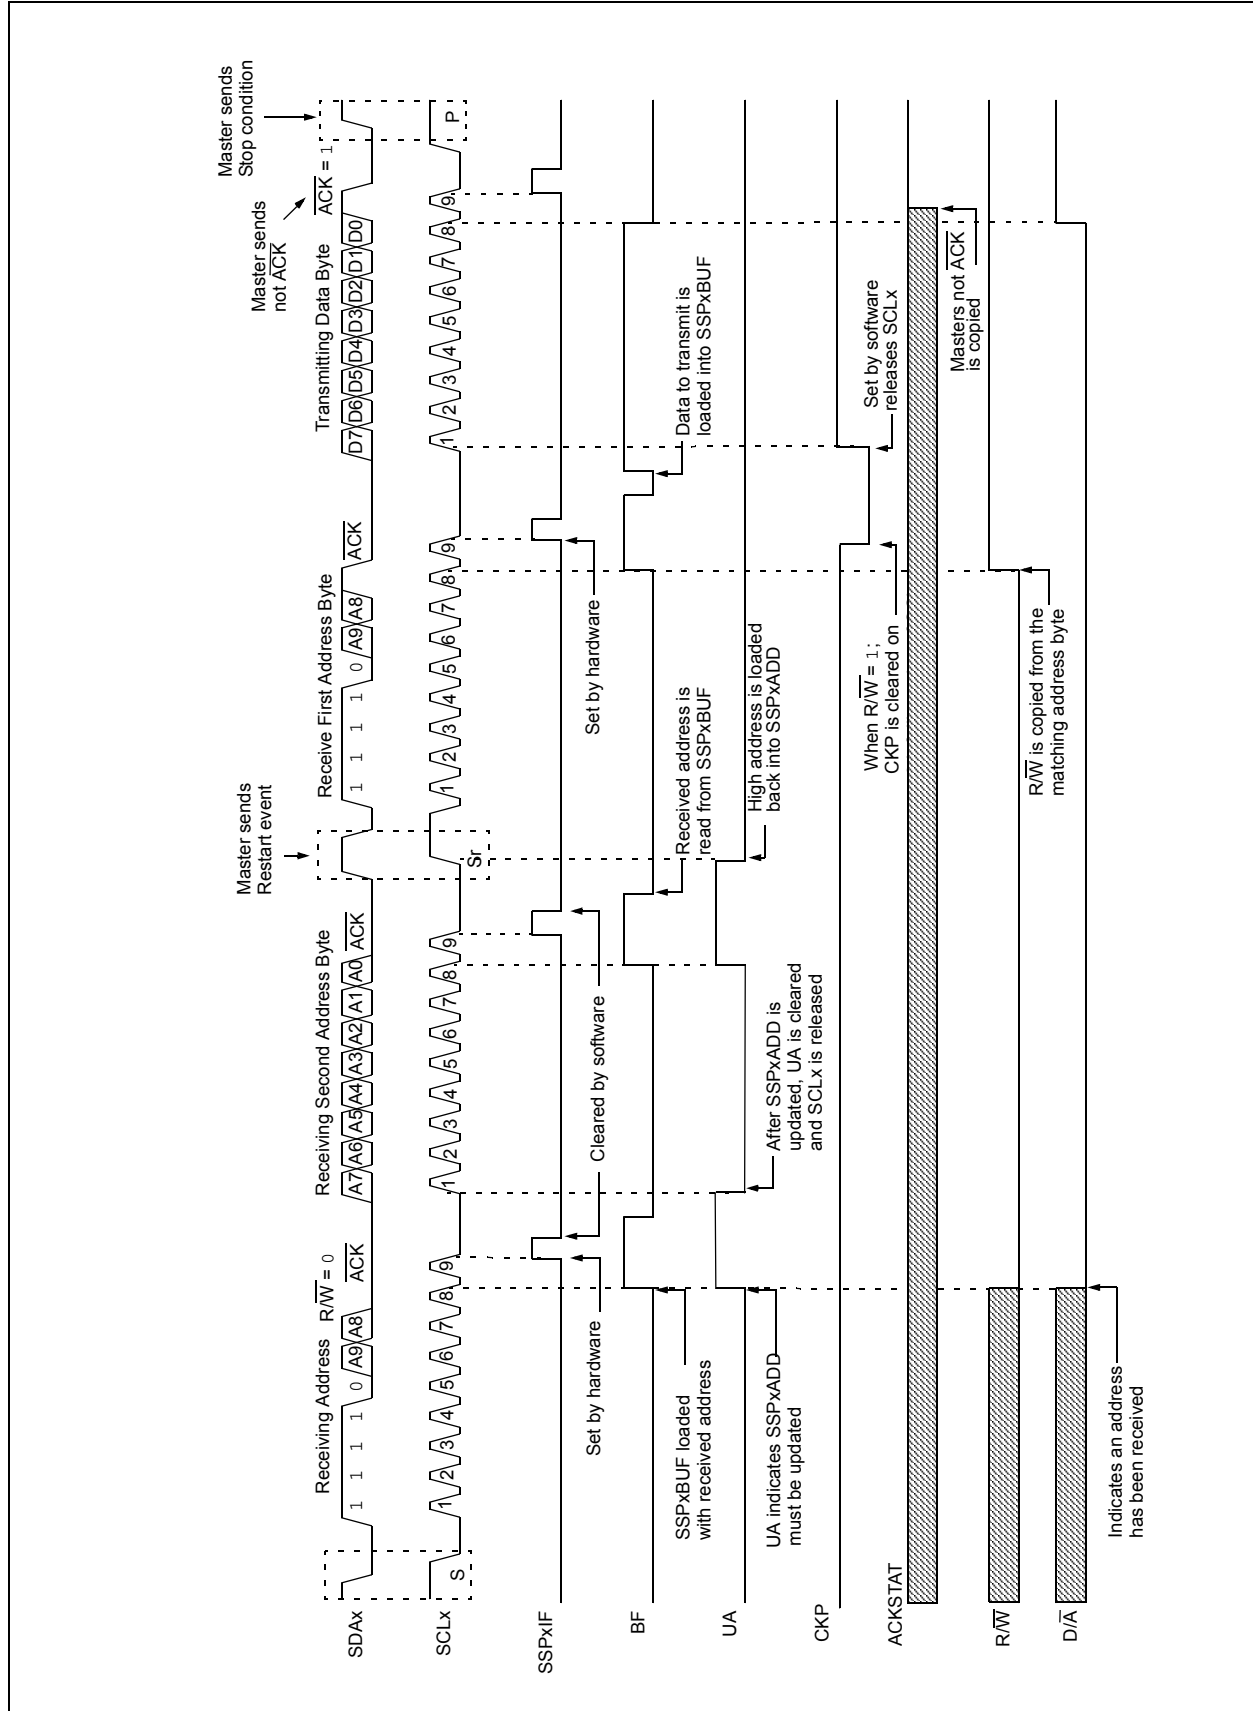 Master sends
Restart event
Master sends
not ACK
Master sends
Stop condition
Receiving Address R/W = 0
Receiving Second Address Byte
Receive First Address Byte
Transmitting Data Byte
ACK = 1
SDAx
1 1 1 1 0 A9 A8 ACK
A7 A6 A5 A4 A3 A2 A1 A0 ACK
1 1 1 1 0 A9 A8 ACK
D7 D6 D5 D4 D3 D2 D1 D0
SCLx
S
1 2 3 4 5 6 7 8 9
1 2 3 4 5 6 7 8 9
Sr
1 2 3 4 5 6 7 8 9
1 2 3 4 5 6 7 8 9
P
SSPxIF
Set by hardware
Cleared by software
Set by hardware
BF
SSPxBUF loaded
with received address
Received address is
read from SSPxBUF
Data to transmit is
loaded into SSPxBUF
UA
UA indicates SSPxADD
must be updated
After SSPxADD is
updated, UA is cleared
and SCLx is released
High address is loaded
back into SSPxADD
CKP
When R/W = 1;
CKP is cleared on
Set by software
releases SCLx
ACKSTAT
Masters not ACK
is copied
R/W
R/W is copied from the
matching address byte
D/A
Indicates an address
has been received